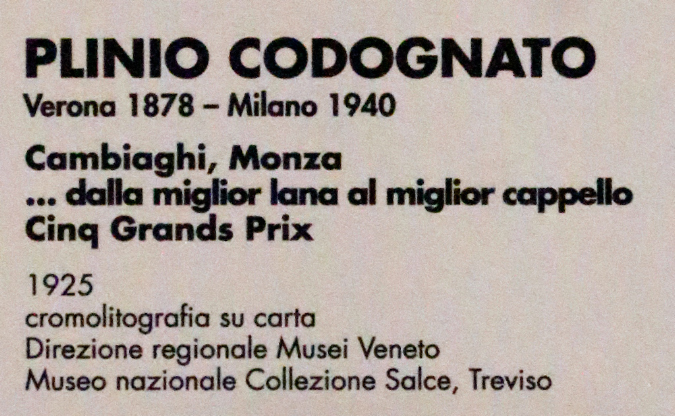 PLINIO CODOGNATO
Verona 1878 – Milano 1940
Cambiaghi, Monza
... dalla miglior lana al miglior cappello
Cinq Grands Prix
1925
cromolitografia su carta
Direzione regionale Musei Veneto
Museo nazionale Collezione Salce, Treviso